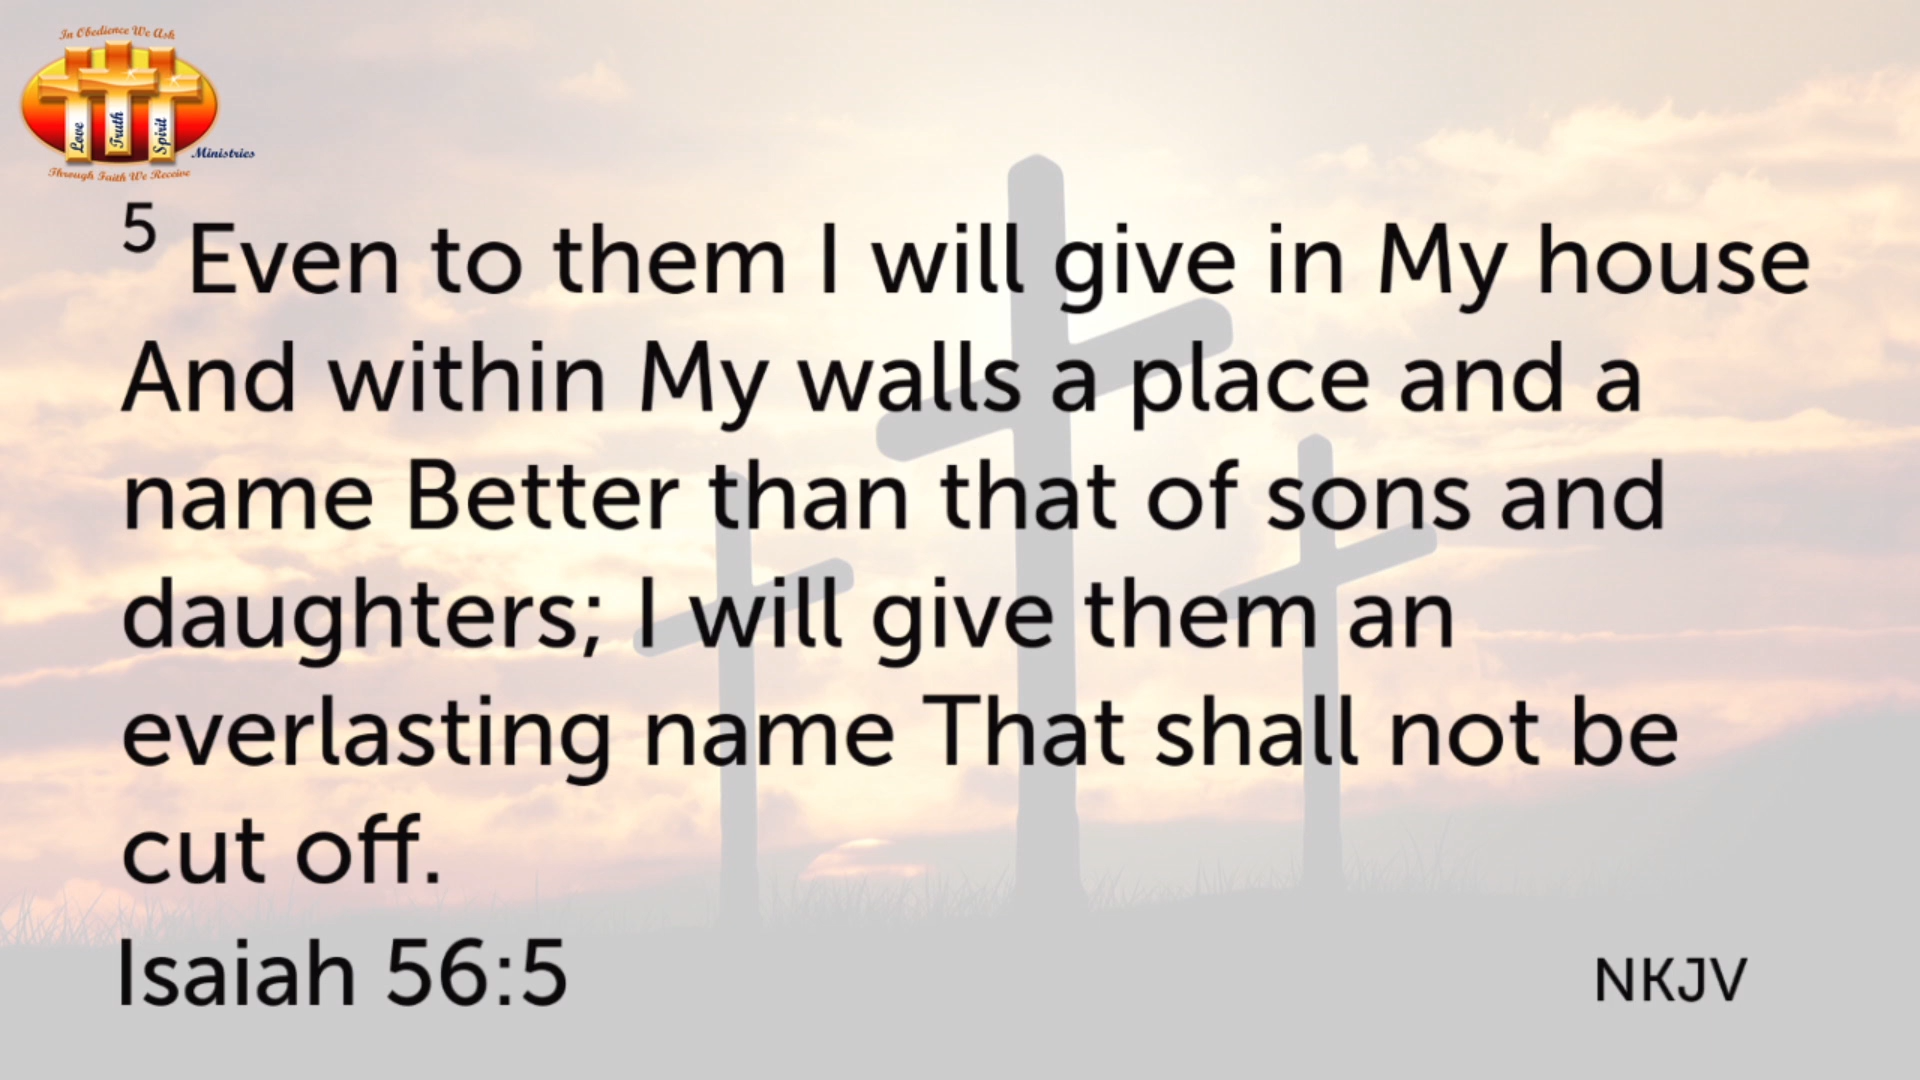 In Obedience We Ask
Love
Truth
Spirit
Ministries
Through Faith We Receive
5 Even to them I will give in My house
And within My walls a place and a
name Better than that of sons and
daughters; I will give them an
everlasting name That shall not be
cut off.
Isaiah 56:5
NKJV